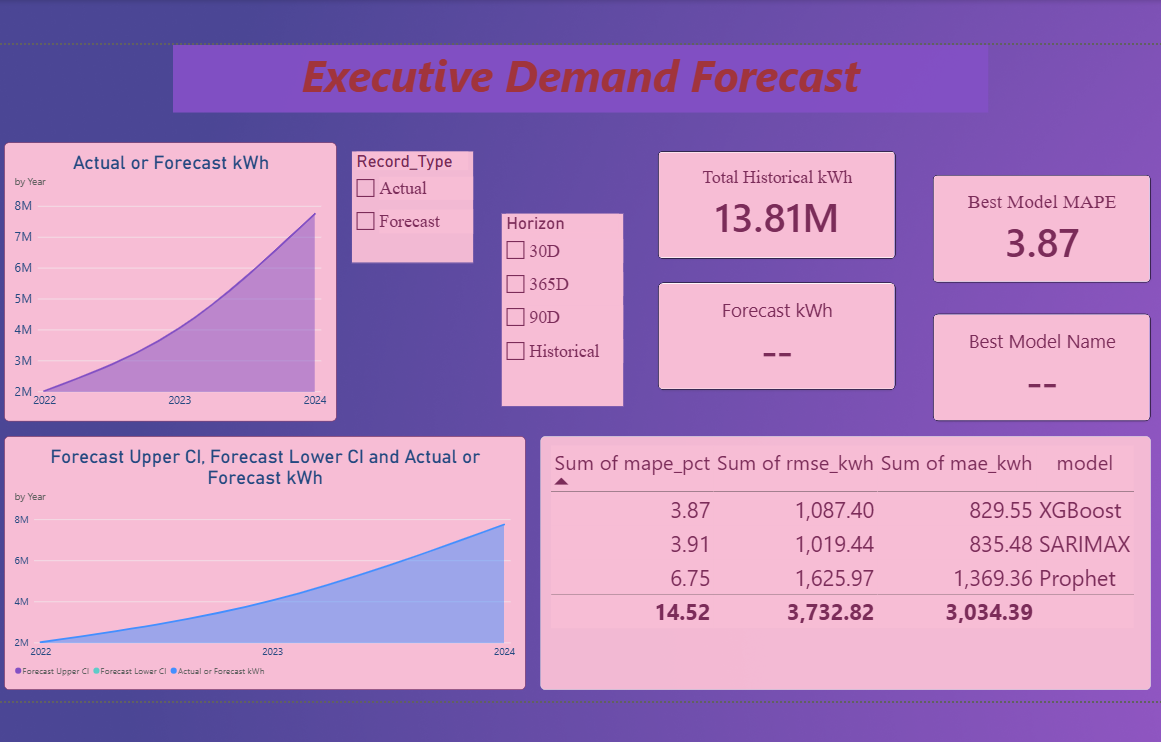 Executive Demand Forecast
Actual or Forecast kWh
by Year
8M
7M
6M
5M
4M
3M
2M
2022 2023 2024
Record_Type
Actual
Forecast
Horizon
30D
365D
90D
Historical
Total Historical kWh
13.81M
Forecast kWh
--
Best Model MAPE
3.87
Best Model Name
--
Forecast Upper CI, Forecast Lower CI and Actual or
Forecast kWh
by Year
8M
6M
4M
2M
2022 2023 2024
Forecast Upper CI Forecast Lower CI Actual or Forecast kWh
Sum of mape_pct Sum of rmse_kwh Sum of mae_kwh model
3.87 1,087.40 829.55 XGBoost
3.91 1,019.44 835.48 SARIMAX
6.75 1,625.97 1,369.36 Prophet
14.52 3,732.82 3,034.39